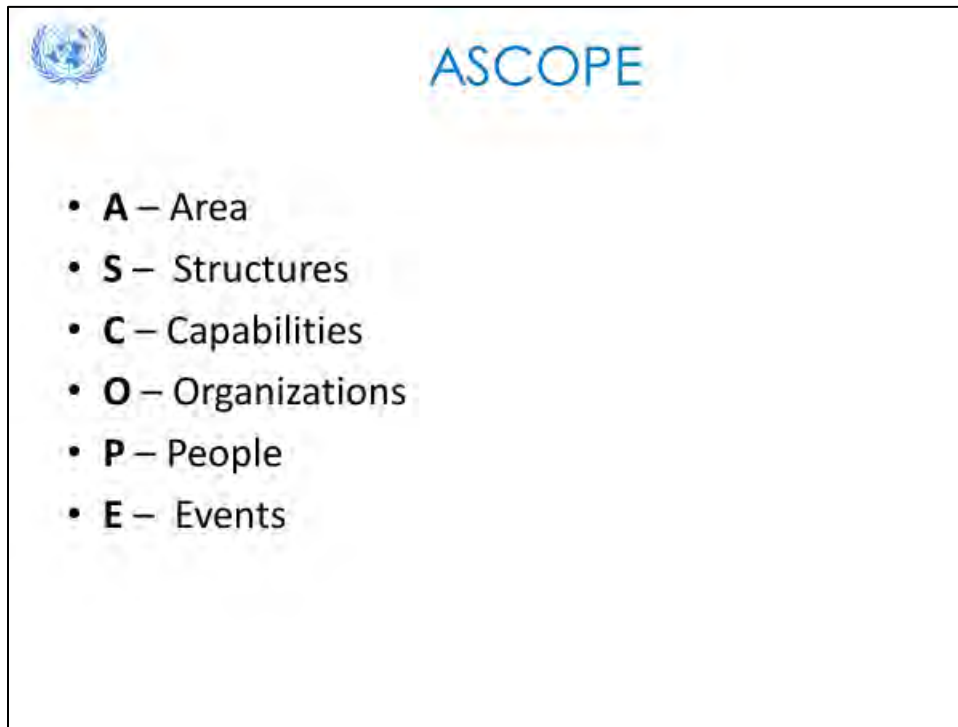 ASCOPE
• A – Area
• S – Structures
• C – Capabilities
• O – Organizations
• P – People
• E – Events